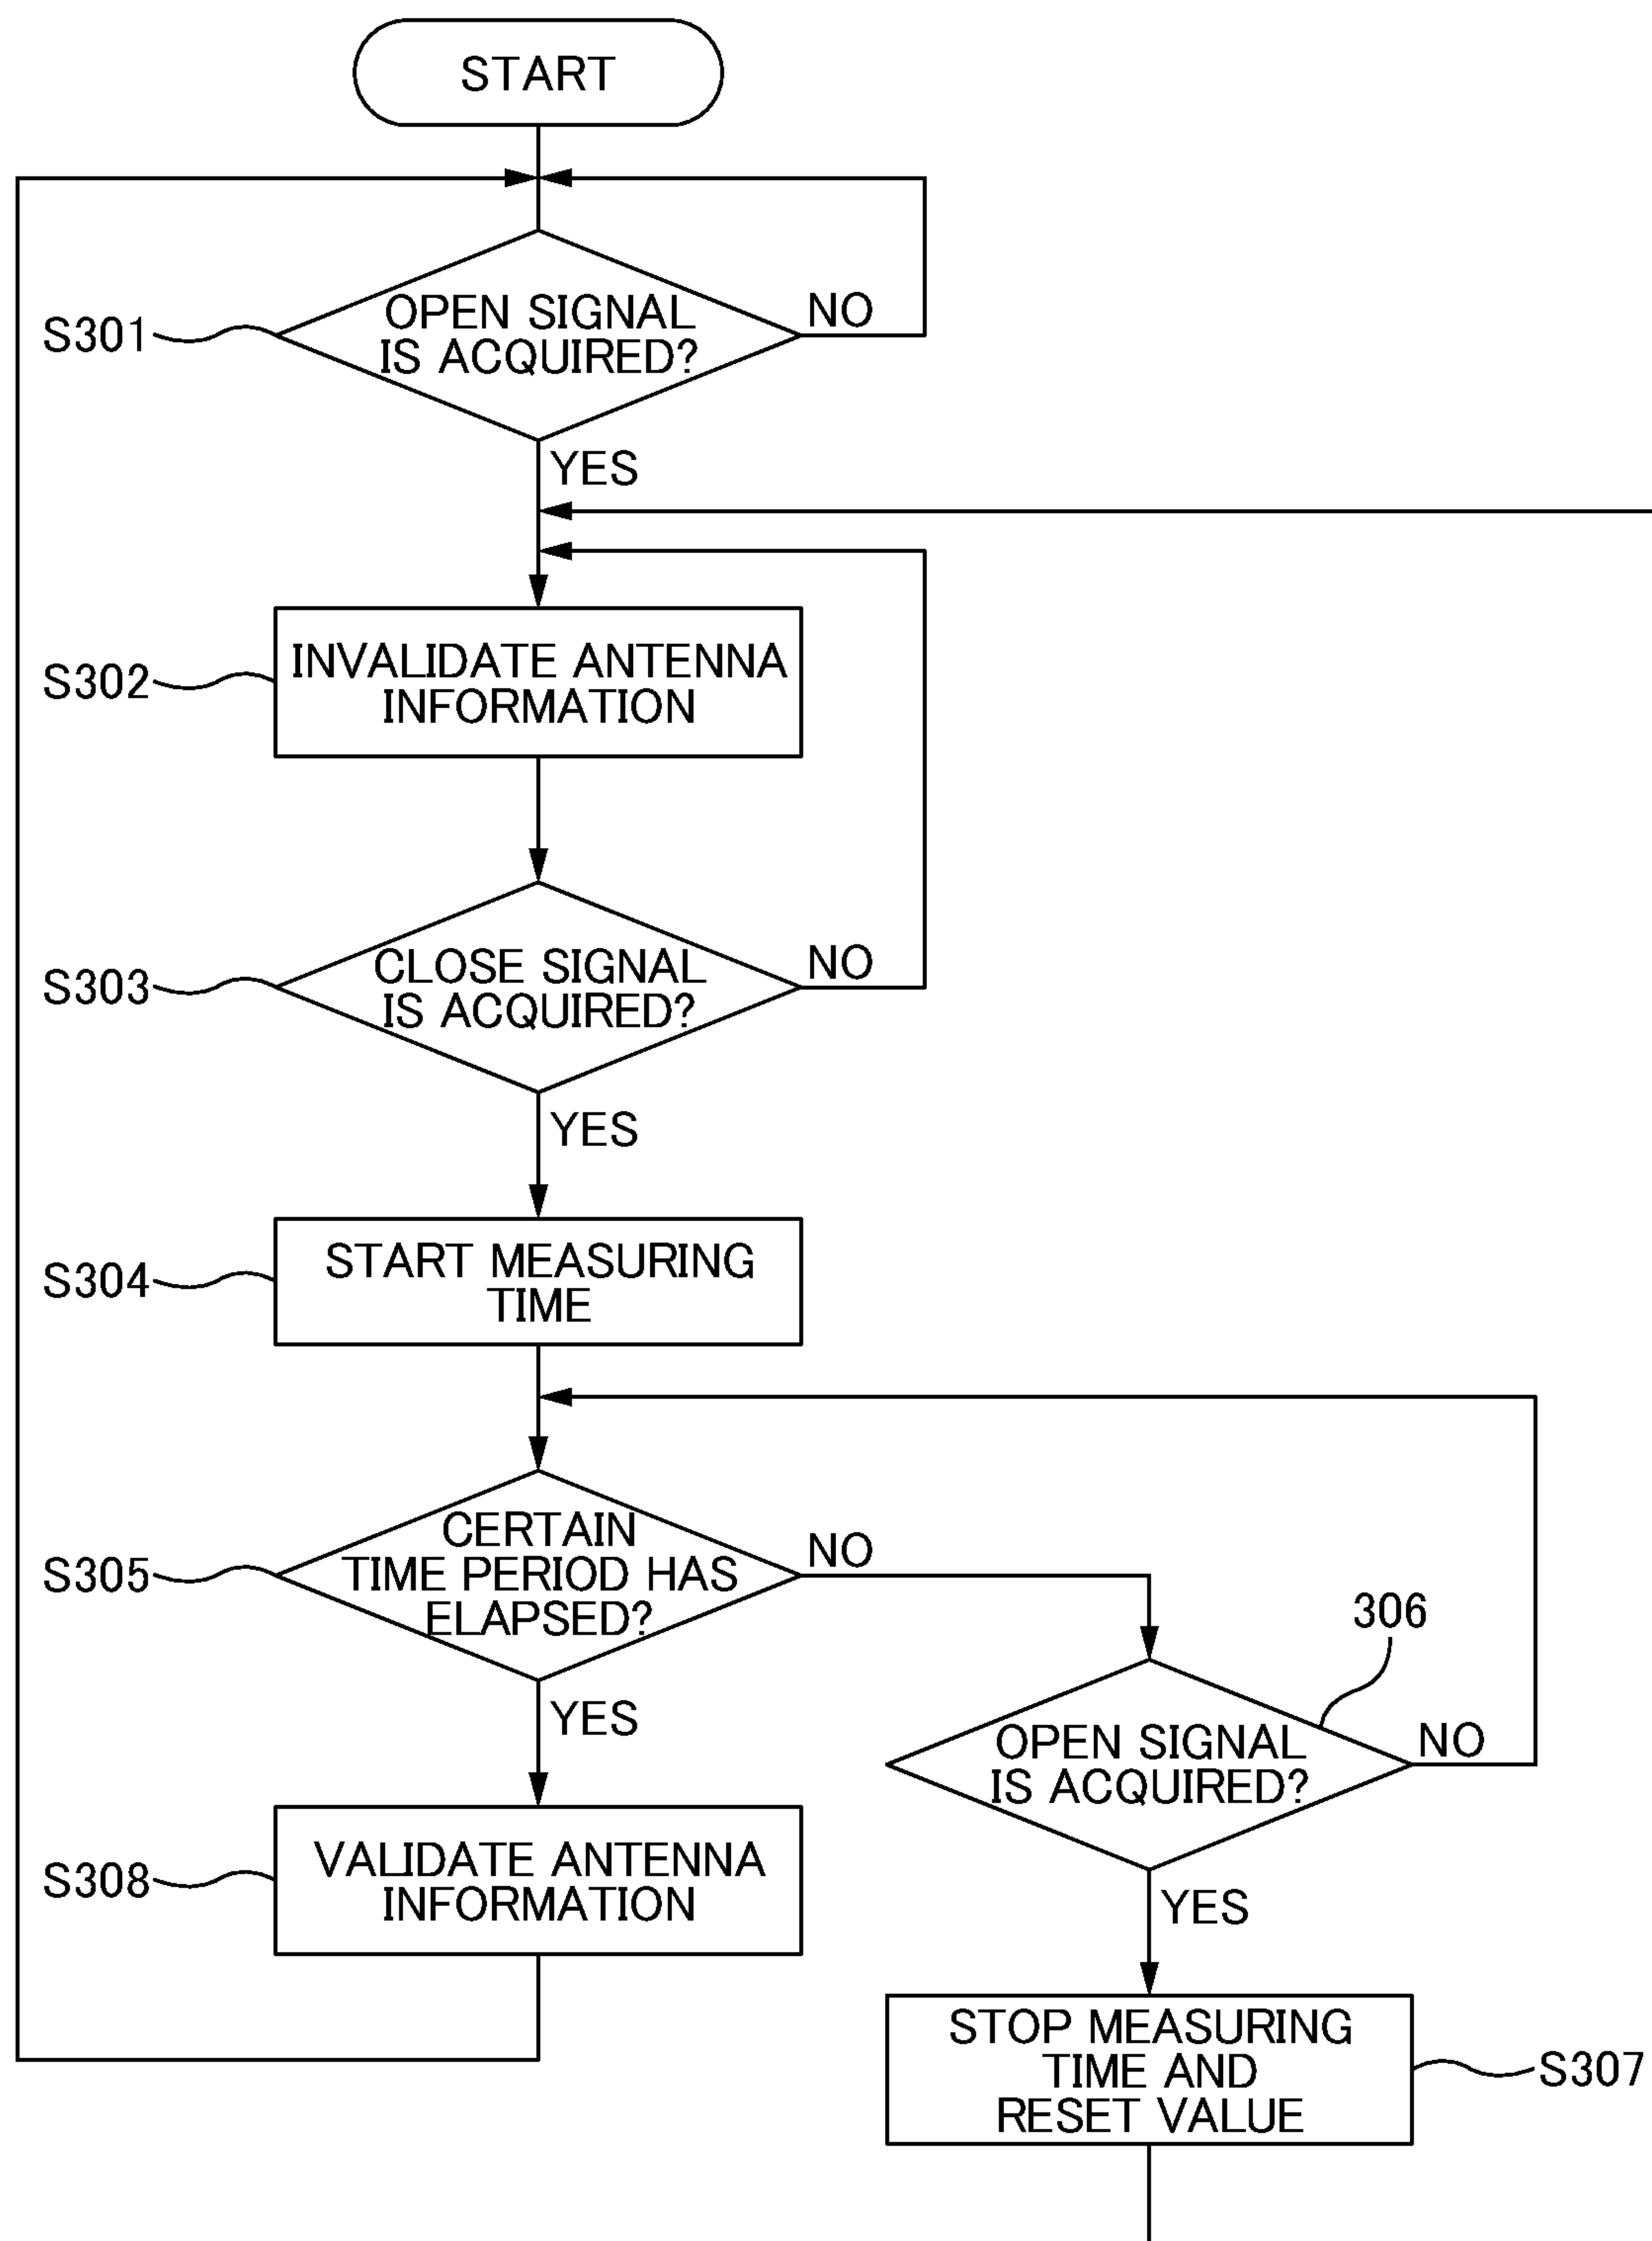 START
S301
OPEN SIGNAL
IS ACQUIRED?
NO
YES
S302
INVALIDATE ANTENNA
INFORMATION
S303
CLOSE SIGNAL
IS ACQUIRED?
NO
YES
S304
START MEASURING
TIME
S305
CERTAIN
TIME PERIOD HAS
ELAPSED?
NO
YES
306
OPEN SIGNAL
IS ACQUIRED?
NO
YES
S308
VALIDATE ANTENNA
INFORMATION
STOP MEASURING
TIME AND
RESET VALUE
S307